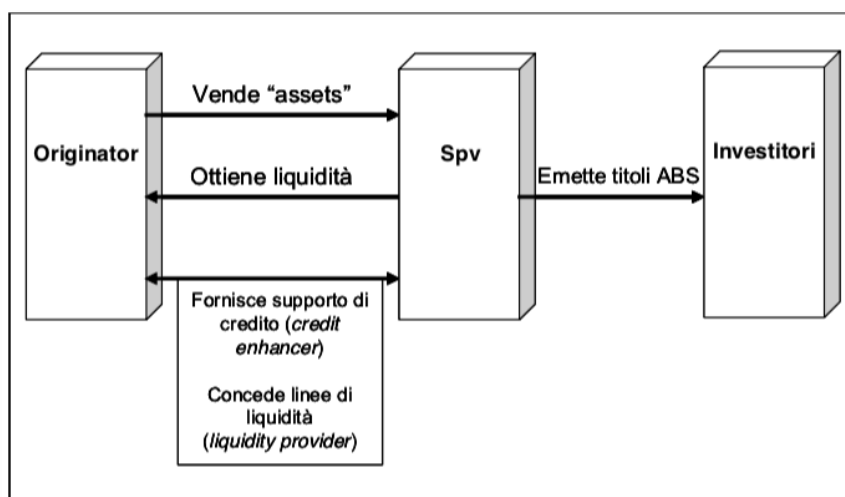 Vende “assets”
Originator
Spv
Investitori
Ottiene liquidità
Emette titoli ABS
Fornisce supporto di
credito (credit
enhancer)
Concede linee di
liquidità
(liquidity provider)